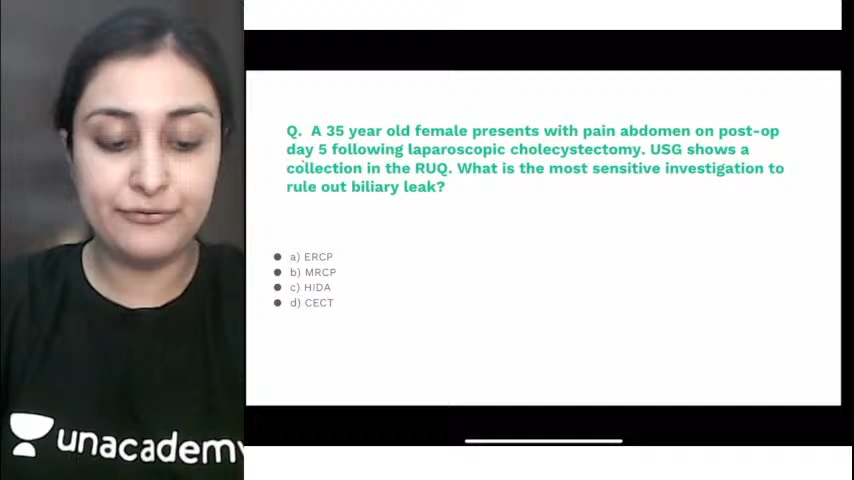 Q. A 35 year old female presents with pain abdomen on post-op
day 5 following laparoscopic cholecystectomy. USG shows a
collection in the RUQ. What is the most sensitive investigation to
rule out biliary leak?
a) ERCP
b) MRCP
c) HIDA
d) CECT
unacademy